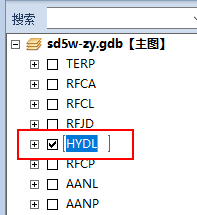 搜索
sd5w-zy.gdb【主图】
TERP
RFCA
RFCL
RFJD
HYDL
RFCP
AANL
AANP